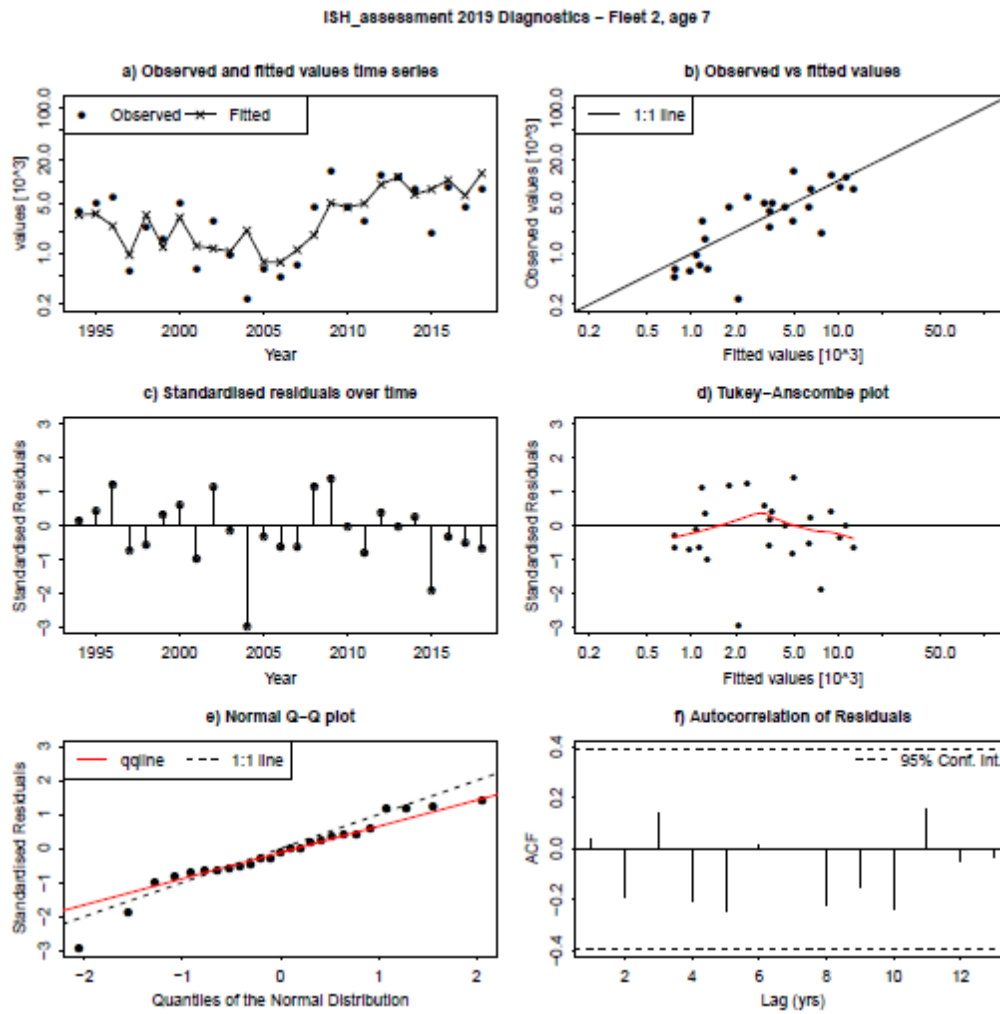 ISH_assessment 2019 Diagnostics – Fleet 2, age 7
a) Observed and fitted values time series
values [10^3]
0.2 1.0 5.0 20.0 100.0
Observed Fitted
1995 2000 2005 2010 2015
Year
b) Observed vs fitted values
Observed values [10^3]
0.2 1.0 5.0 20.0 100.0
1:1 line
0.2 0.5 1.0 2.0 5.0 10.0 50.0
Fitted values [10^3]
c) Standardised residuals over time
Standardised Residuals
−3 −2 −1 0 1 2 3
1995 2000 2005 2010 2015
Year
d) Tukey−Anscombe plot
Standardised Residuals
−3 −2 −1 0 1 2 3
0.2 0.5 1.0 2.0 5.0 10.0 50.0
Fitted values [10^3]
e) Normal Q−Q plot
Standardised Residuals
−3 −2 −1 0 1 2 3
qqline 1:1 line
−2 −1 0 1 2
Quantiles of the Normal Distribution
f) Autocorrelation of Residuals
ACF
−0.4 −0.2 0.0 0.2 0.4
95% Conf. Int.
2 4 6 8 10 12
Lag (yrs)